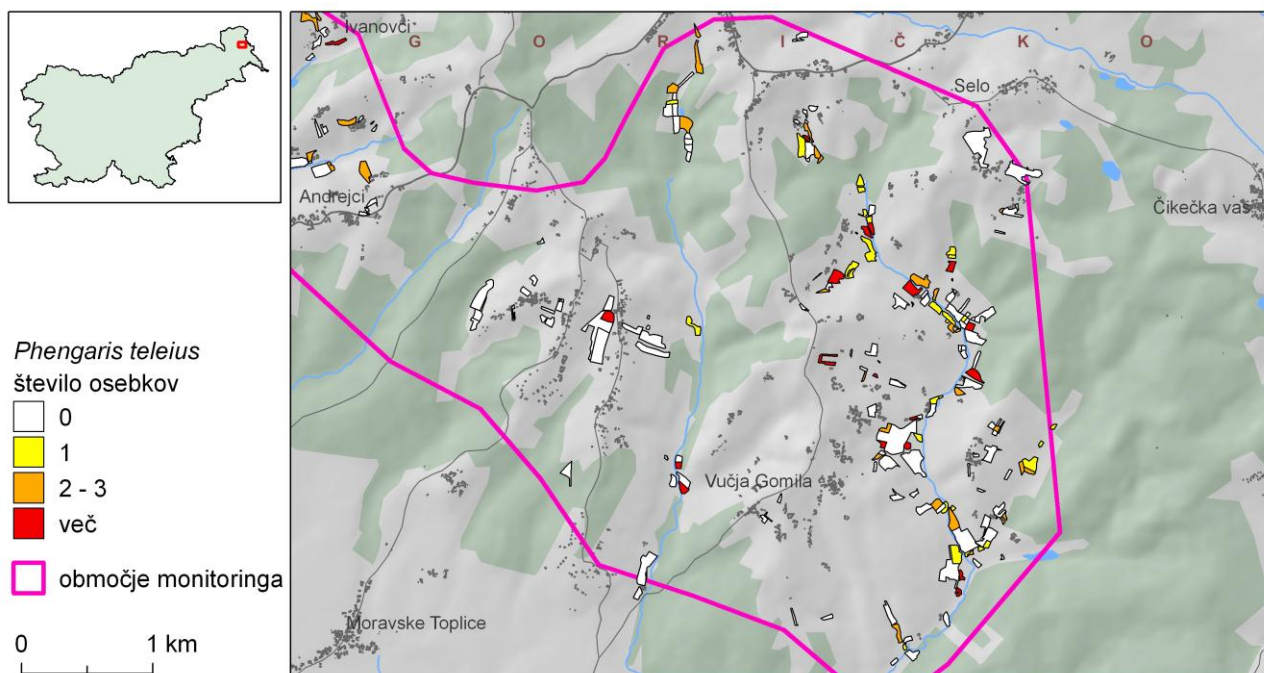 Ivanovci
G O R I Č K O
Selo
Andrejci
Čikečka vas
Phengaris teleius
število osebkov
0
1
2 - 3
več
območje monitoringa
0 1 km
Vučja Gomila
Moravske Toplice